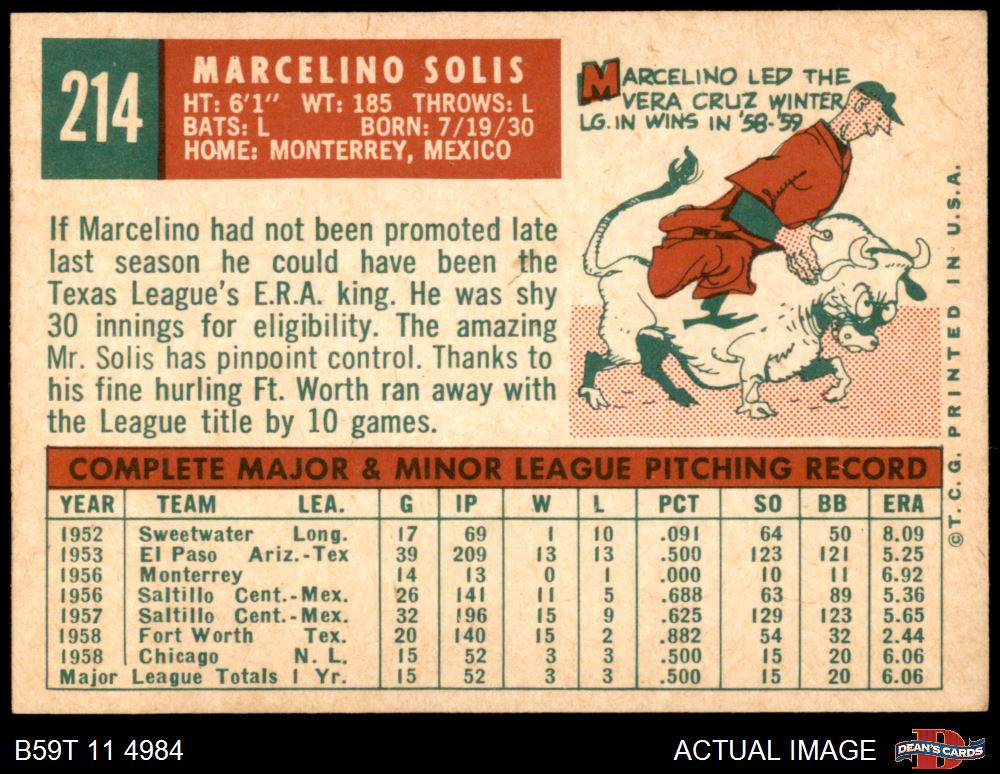 214
MARCELINO SOLIS
HT: 6'1" WT: 185 THROWS: L
BATS: L BORN: 7/19/30
HOME: MONTERREY, MEXICO
MARCELINO LED THE
VERA CRUZ WINTER
LG. IN WINS IN '58-'59
If Marcelino had not been promoted late
last season he could have been the
Texas League's E.R.A. king. He was shy
30 innings for eligibility. The amazing
Mr. Solis has pinpoint control. Thanks to
his fine hurling Ft. Worth ran away with
the League title by 10 games.
COMPLETE MAJOR & MINOR LEAGUE PITCHING RECORD
YEAR TEAM LEA. G IP W L PCT SO BB ERA
1952 Sweetwater Long. 17 69 1 10 .091 64 50 8.09
1953 El Paso Ariz.-Tex 39 209 13 13 .500 123 121 5.25
1956 Monterrey 14 13 0 1 .000 10 11 6.92
1956 Saltillo Cent.-Mex. 26 141 11 5 .688 63 89 5.36
1957 Saltillo Cent.-Mex. 32 196 15 9 .625 129 123 5.65
1958 Fort Worth Tex. 20 140 15 2 .882 54 32 2.44
1958 Chicago N. L. 15 52 3 3 .500 15 20 6.06
Major League Totals 1 Yr. 15 52 3 3 .500 15 20 6.06
©T. C. G. PRINTED IN U.S.A.
B59T 11 4984
ACTUAL IMAGE
D
DEAN'S CARDS